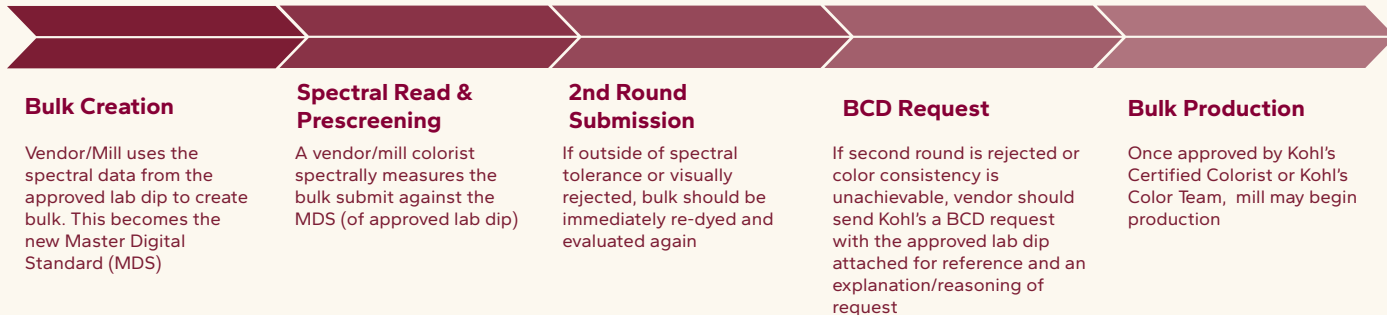 Bulk Creation
Vendor/Mill uses the
spectral data from the
approved lab dip to create
bulk. This becomes the
new Master Digital
Standard (MDS)
Spectral Read &
Prescreening
A vendor/mill colorist
spectrally measures the
bulk submit against the
MDS (of approved lab dip)
2nd Round
Submission
If outside of spectral
tolerance or visually
rejected, bulk should be
immediately re-dyed and
evaluated again
BCD Request
If second round is rejected or
color consistency is
unachievable, vendor should
send Kohl's a BCD request
with the approved lab dip
attached for reference and an
explanation/reasoning of
request
Bulk Production
Once approved by Kohl's
Certified Colorist or Kohl's
Color Team,  mill may begin
production